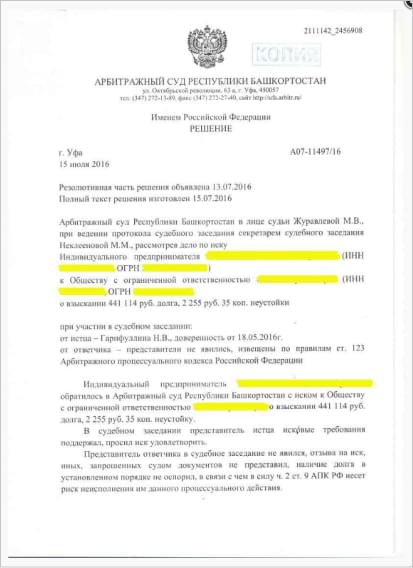 2111142_2456908
КОПИЯ
АРБИТРАЖНЫЙ СУД РЕСПУБЛИКИ БАШКОРТОСТАН
ул. Октябрьской революции, 63 а, г. Уфа, 450057
тел. (347) 272-13-89, факс (347) 272-27-40, сайт http://ufa.arbitr.ru/
Именем Российской Федерации
РЕШЕНИЕ
г. Уфа А07-11497/16
15 июля 2016
Резолютивная часть решения объявлена 13.07.2016
Полный текст решения изготовлен 15.07.2016
Арбитражный суд Республики Башкортостан в лице судьи Журавлевой М.В.,
при ведении протокола судебного заседания секретарем судебного заседания
Неклееновой М.М., рассмотрев дело по иску
Индивидуального предпринимателя (ИНН
ОГРН )
к Обществу с ограниченной ответственностью (ИНН
ОГРН
о взыскании 441 114 руб. долга, 2 255 руб. 35 коп. неустойки
при участии в судебном заседании:
от истца – Гарифуллина Н.В., доверенность от 18.05.2016г.
от ответчика – представители не явились, извещены по правилам ст. 123
Арбитражного процессуального кодекса Российской Федерации
Индивидуальный предприниматель
обратилось в Арбитражный суд Республики Башкортостан с иском к Обществу
с ограниченной ответственностью о взыскании 441 114 руб.
долга, 2 255 руб. 35 коп. неустойку.
В судебном заседании представитель истца исковые требования
поддержал, просил иск удовлетворить.
Представитель ответчика в судебное заседание не явился, отзыва на иск,
иных, запрошенных судом документов не представил, наличие долга в
установленном порядке не оспорил, в связи с чем в силу ч. 2 ст. 9 АПК РФ несет
риск неисполнения им данного процессуального действия.